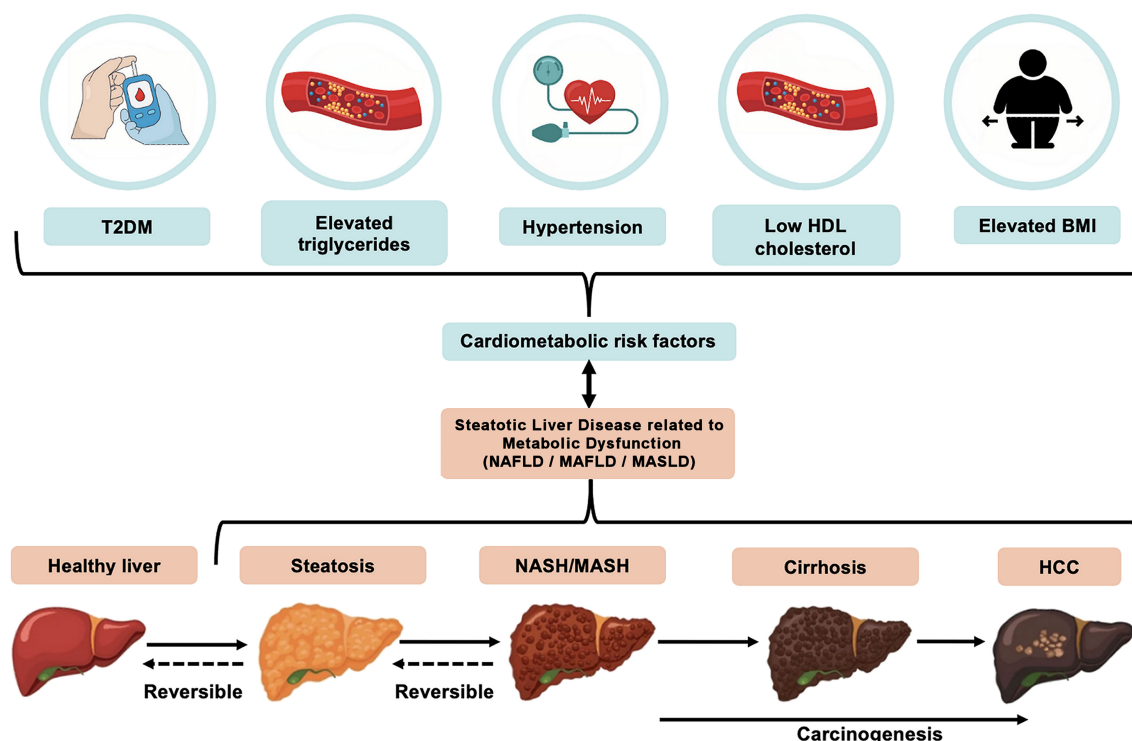 T2DM
Elevated
triglycerides
Hypertension
Low HDL
cholesterol
Elevated BMI
Cardiometabolic risk factors
Steatotic Liver Disease related to
Metabolic Dysfunction
(NAFLD / MAFLD / MASLD)
Healthy liver
Steatosis
NASH/MASH
Cirrhosis
HCC
Reversible
Reversible
Carcinogenesis